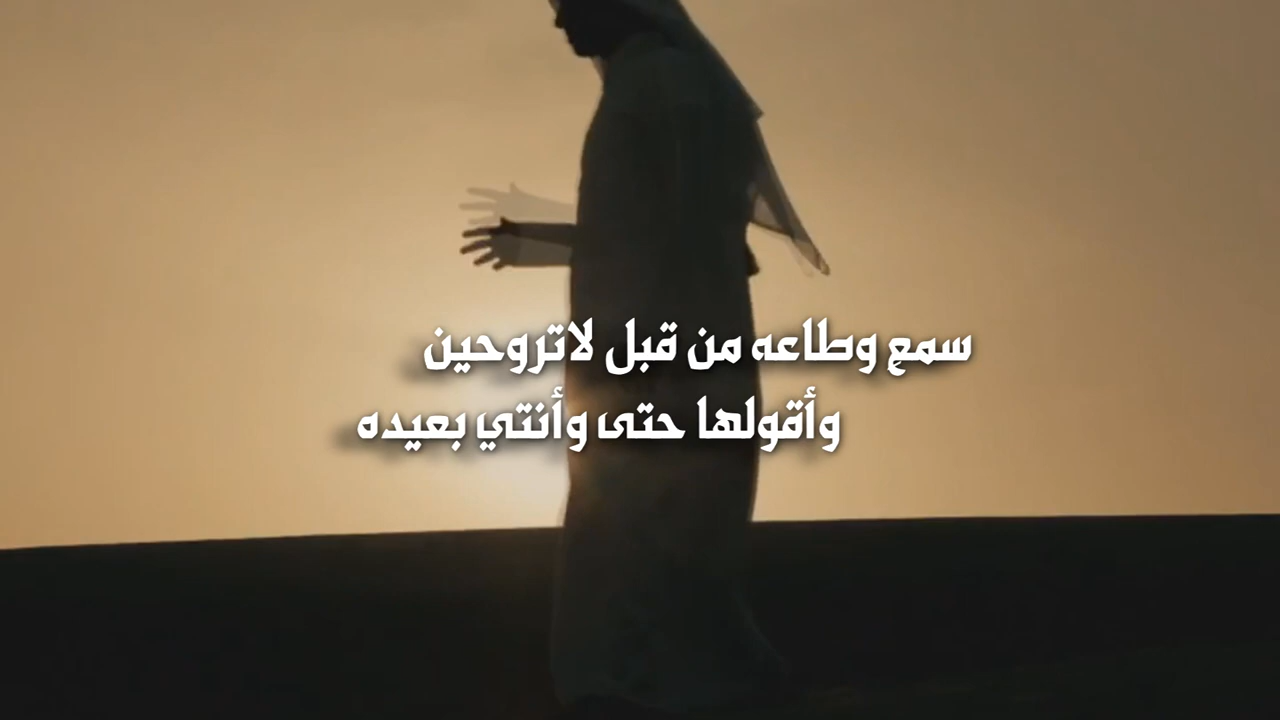 سمع وطاعه من قبل لاتروحين
وأقولها حتى وأنتي بعيده